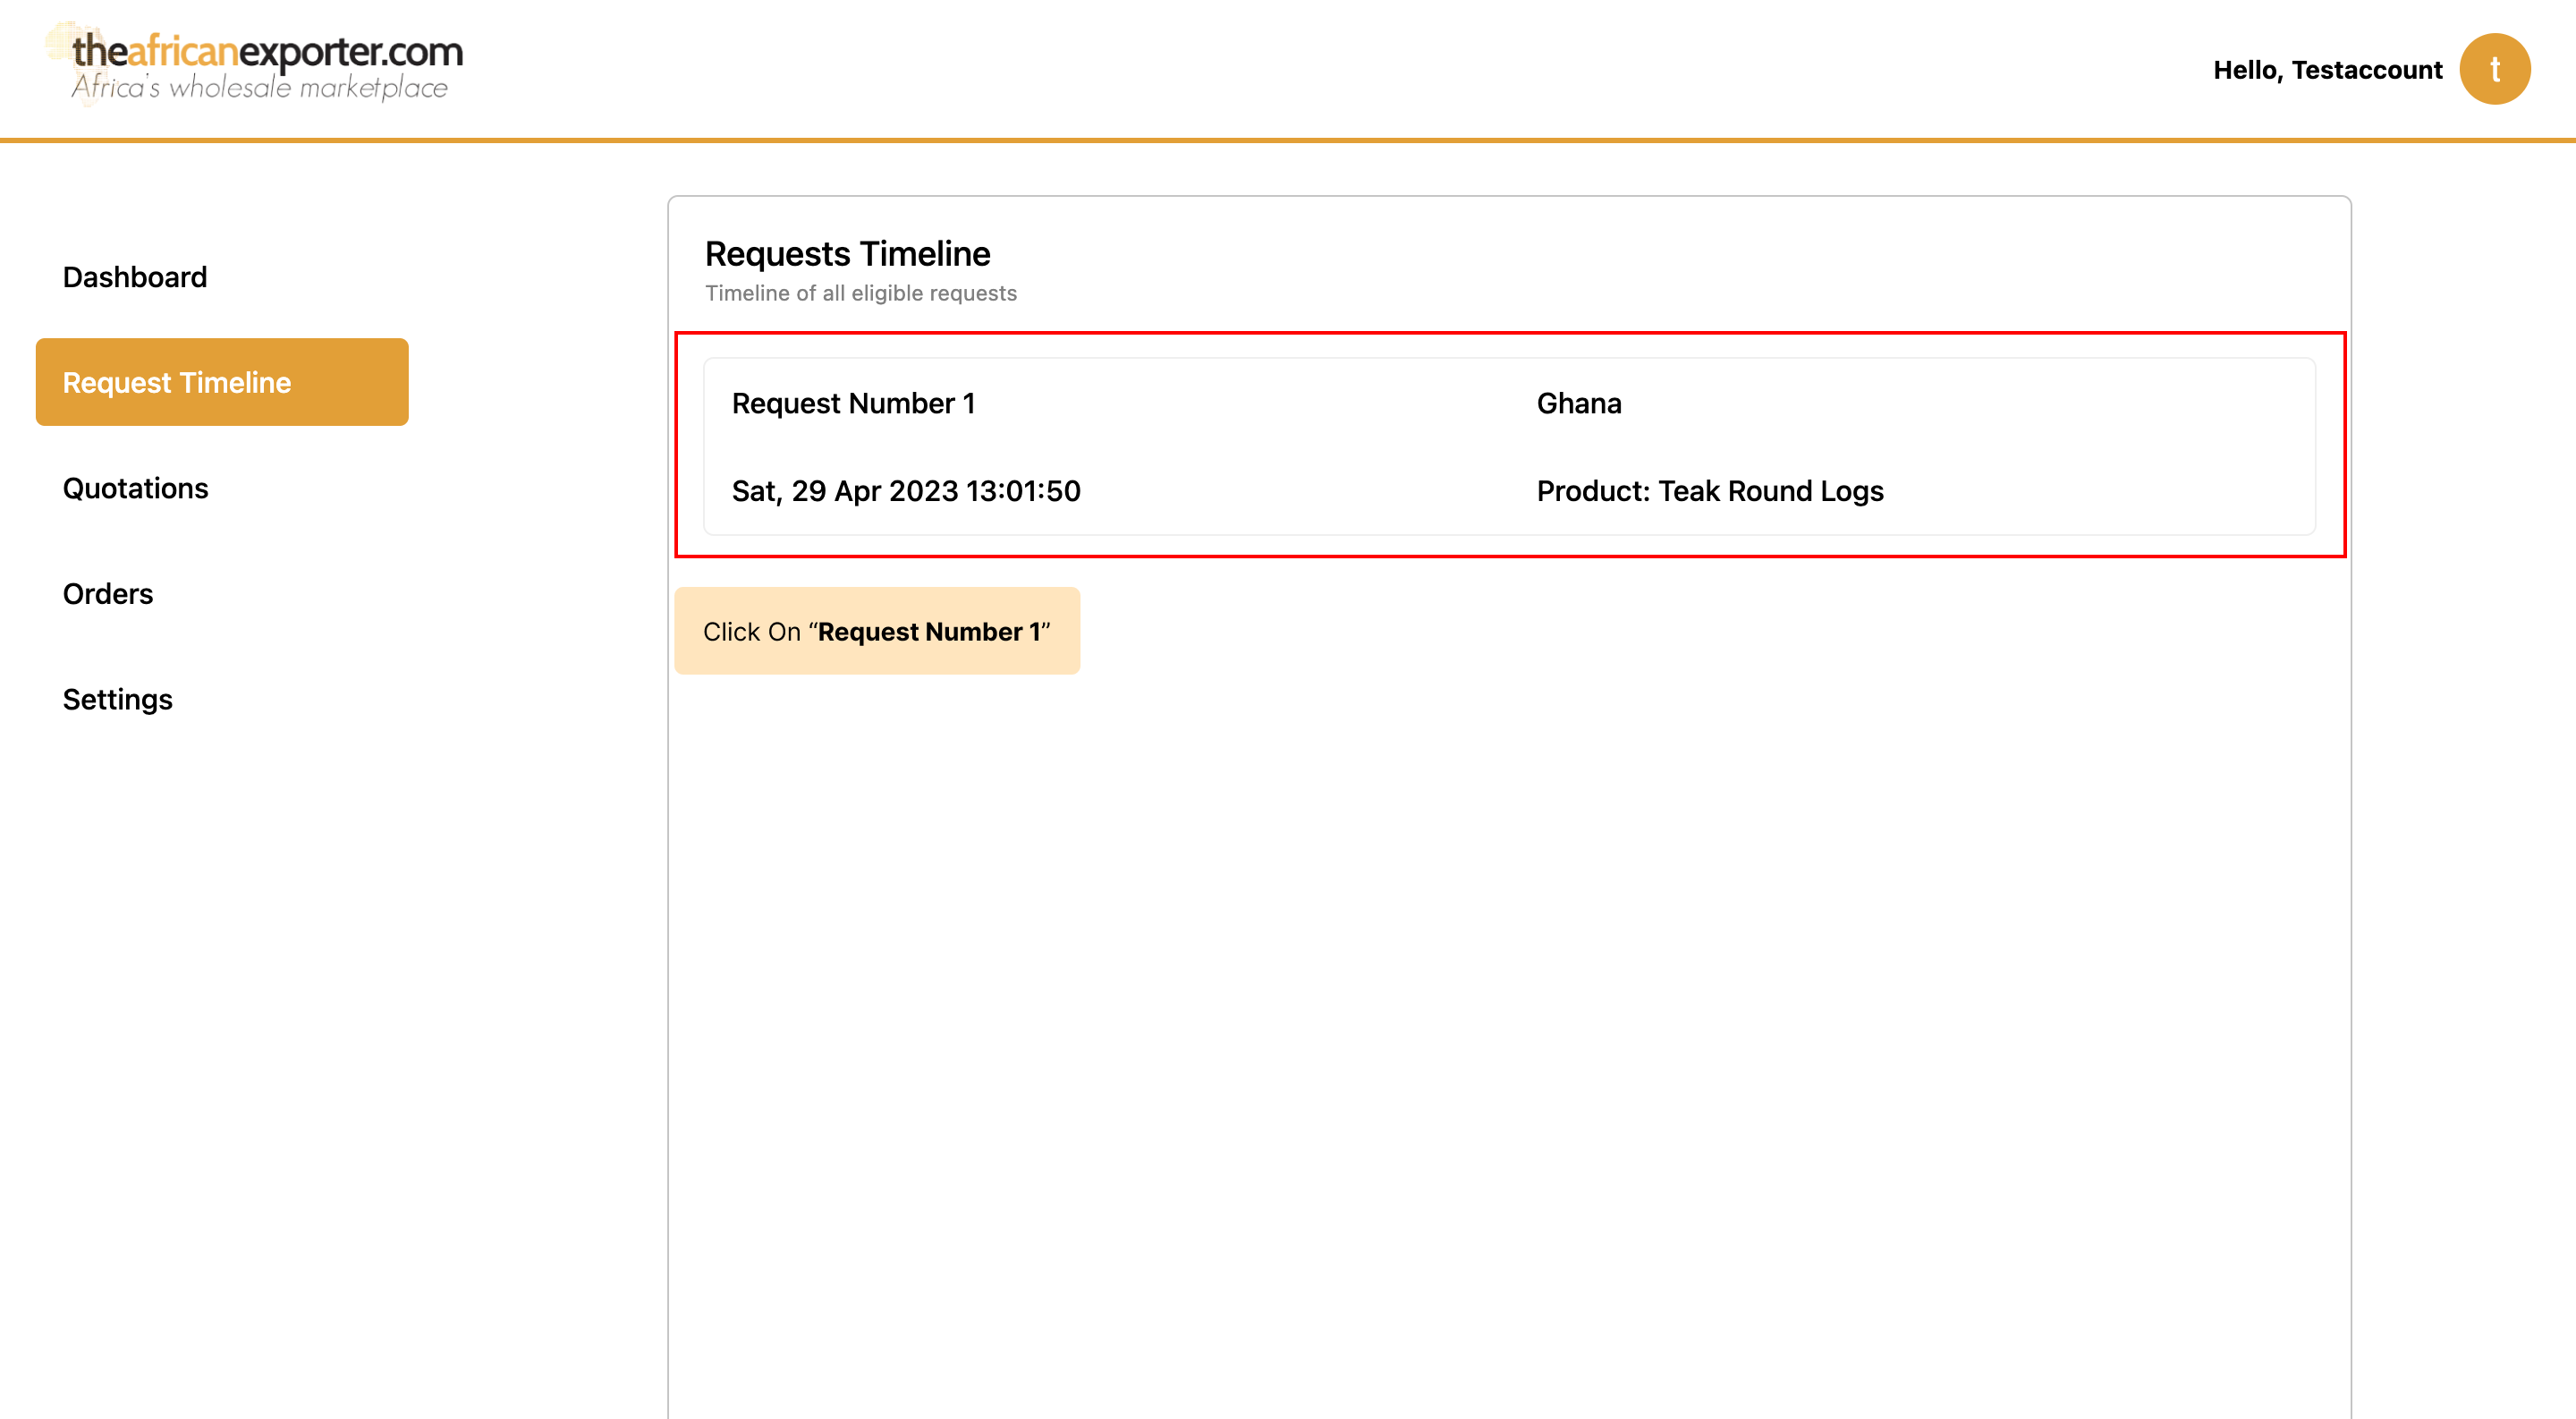 theafricanexporter.com
Africa's wholesale marketplace
Hello, Testaccount
t
Dashboard
Request Timeline
Quotations
Orders
Settings
Requests Timeline
Timeline of all eligible requests
Request Number 1
Ghana
Sat, 29 Apr 2023 13:01:50
Product: Teak Round Logs
Click On “Request Number 1”